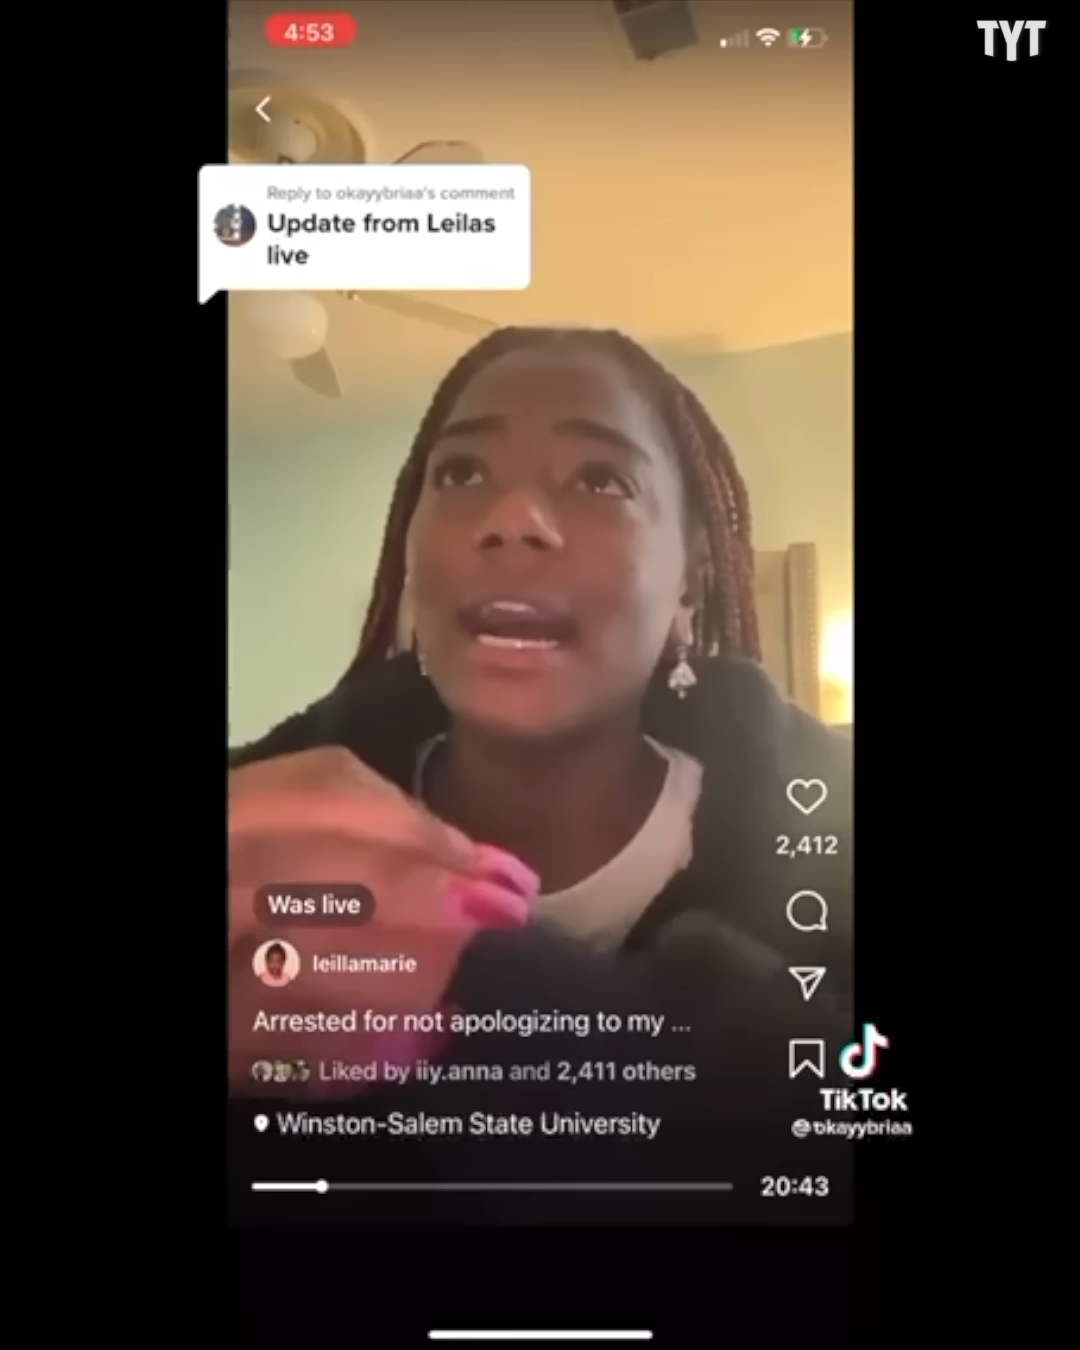 4:53
TYT
Reply to okayybriaa's comment
Update from Leilas
live
2,412
Was live
leillamarie
Arrested for not apologizing to my ...
Liked by iiy.anna and 2,411 others
Winston-Salem State University
TikTok
@okayybriaa
20:43